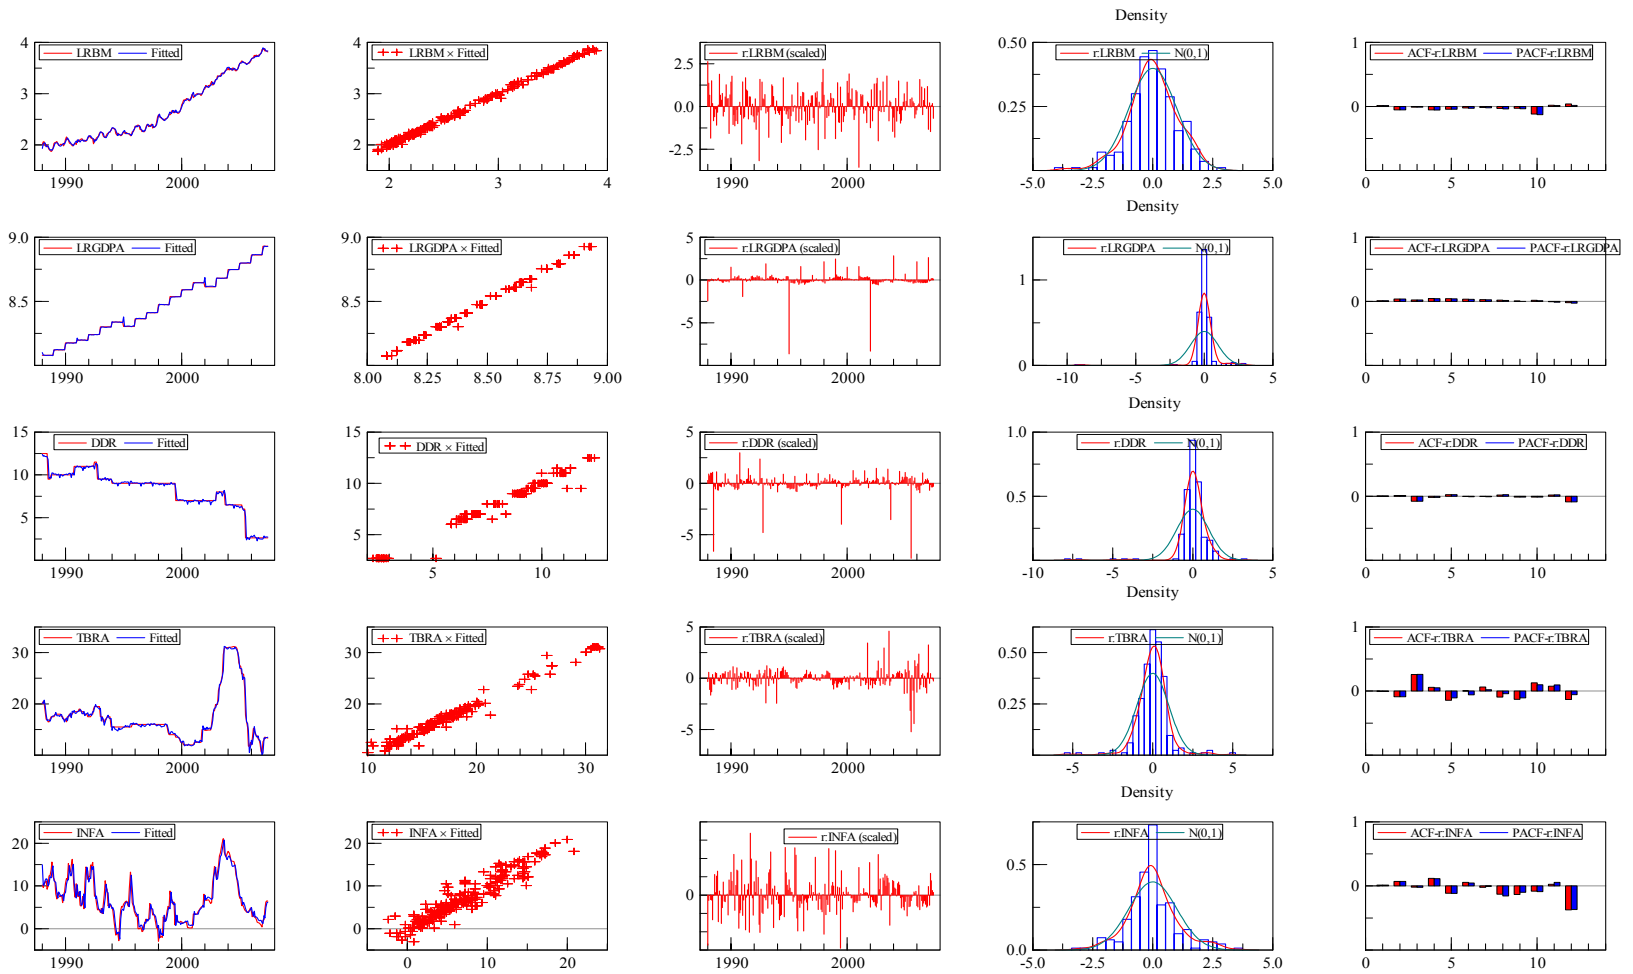 Density
LRBM Fitted
LRBM × Fitted
r:LRBM (scaled)
r:LRBM N(0,1)
ACF-r:LRBM PACF-r:LRBM
4 3 2
1990 2000
4 3 2
2 3 4
2.5 0.0 -2.5
1990 2000
0.50 0.25
-5.0 -2.5 0.0 2.5 5.0
1 0
0 5 10
Density
LRGDPA Fitted
LRGDPA × Fitted
r:LRGDPA (scaled)
r:LRGDPA N(0,1)
ACF-r:LRGDPA PACF-r:LRGDPA
9.0 8.5
1990 2000
9.0 8.5
8.00 8.25 8.50 8.75 9.00
5 0 -5
1990 2000
1 0
-10 -5 0 5
1 0
0 5 10
Density
DDR Fitted
DDR × Fitted
r:DDR (scaled)
r:DDR N(0,1)
ACF-r:DDR PACF-r:DDR
15 10 5
1990 2000
15 10 5
5 10
5 0 -5
1990 2000
1.0 0.5 0.0
-10 -5 0 5
1 0
0 5 10
Density
TBRA Fitted
TBRA × Fitted
r:TBRA (scaled)
r:TBRA N(0,1)
ACF-r:TBRA PACF-r:TBRA
30 20
1990 2000
30 20
10 20 30
5 0 -5
1990 2000
0.50 0.25
-5 0 5
1 0
0 5 10
Density
INFA Fitted
INFA × Fitted
r:INFA (scaled)
r:INFA N(0,1)
ACF-r:INFA PACF-r:INFA
20 10 0
1990 2000
20 10 0
0 10 20
1990 2000
0.5 0.0
-5.0 -2.5 0.0 2.5 5.0
1 0
0 5 10